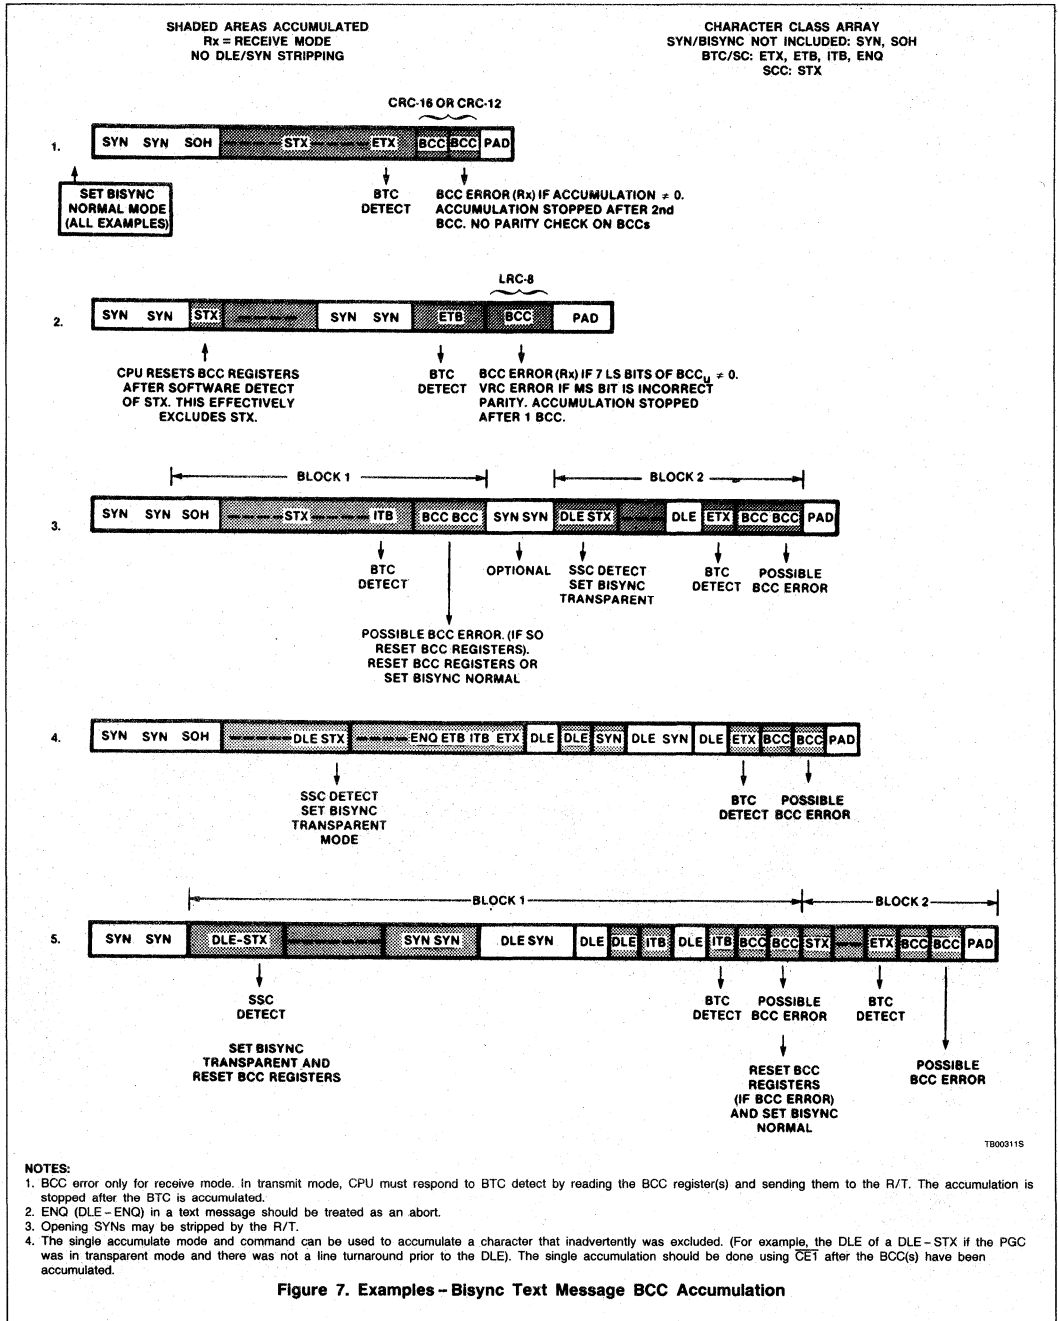 SHADED AREAS ACCUMULATED
Rx = RECEIVE MODE
NO DLE/SYN STRIPPING
CHARACTER CLASS ARRAY
SYN/BISYNC NOT INCLUDED: SYN, SOH
BTC/SC: ETX, ETB, ITB, ENQ
SCC: STX
CRC-16 OR CRC-12
1. SYN SYN SOH STX ETX BCC BCC PAD
SET BISYNC
NORMAL MODE
(ALL EXAMPLES)
BTC
DETECT
BCC ERROR (Rx) IF ACCUMULATION ≠ 0.
ACCUMULATION STOPPED AFTER 2nd
BCC. NO PARITY CHECK ON BCCs
LRC-8
2. SYN SYN STX SYN SYN ETB BCC PAD
CPU RESETS BCC REGISTERS
AFTER SOFTWARE DETECT
OF STX. THIS EFFECTIVELY
EXCLUDES STX.
BTC
DETECT
BCC ERROR (Rx) IF 7 LS BITS OF BCCu ≠ 0.
VRC ERROR IF MS BIT IS INCORRECT
PARITY. ACCUMULATION STOPPED
AFTER 1 BCC.
BLOCK 1 BLOCK 2
3. SYN SYN SOH STX ITB BCC BCC SYN SYN DLE STX DLE ETX BCC BCC PAD
BTC
DETECT
OPTIONAL
SSC DETECT
SET BISYNC
TRANSPARENT
BTC
DETECT
POSSIBLE
BCC ERROR
POSSIBLE BCC ERROR. (IF SO
RESET BCC REGISTERS).
RESET BCC REGISTERS OR
SET BISYNC NORMAL
4. SYN SYN SOH DLE STX ENQ ETB ITB ETX DLE DLE SYN DLE SYN DLE ETX BCC BCC PAD
SSC DETECT
SET BISYNC
TRANSPARENT
MODE
BTC
DETECT
POSSIBLE
BCC ERROR
BLOCK 1 BLOCK 2
5. SYN SYN DLE-STX SYN SYN DLE SYN DLE DLE ITB DLE ITB BCC BCC STX ETX BCC BCC PAD
SSC
DETECT
SET BISYNC
TRANSPARENT AND
RESET BCC REGISTERS
BTC
DETECT
POSSIBLE
BCC ERROR
BTC
DETECT
RESET BCC
REGISTERS
(IF BCC ERROR)
AND SET BISYNC
NORMAL
POSSIBLE
BCC ERROR
TB00311S
NOTES:
1. BCC error only for receive mode. In transmit mode, CPU must respond to BTC detect by reading the BCC register(s) and sending them to the R/T. The accumulation is
stopped after the BTC is accumulated.
2. ENQ (DLE – ENQ) in a text message should be treated as an abort.
3. Opening SYNs may be stripped by the R/T.
4. The single accumulate mode and command can be used to accumulate a character that inadvertently was excluded. (For example, the DLE of a DLE – STX if the PGC
was in transparent mode and there was not a line turnaround prior to the DLE). The single accumulation should be done using C̅E̅T̅ after the BCC(s) have been
accumulated.
Figure 7. Examples – Bisync Text Message BCC Accumulation